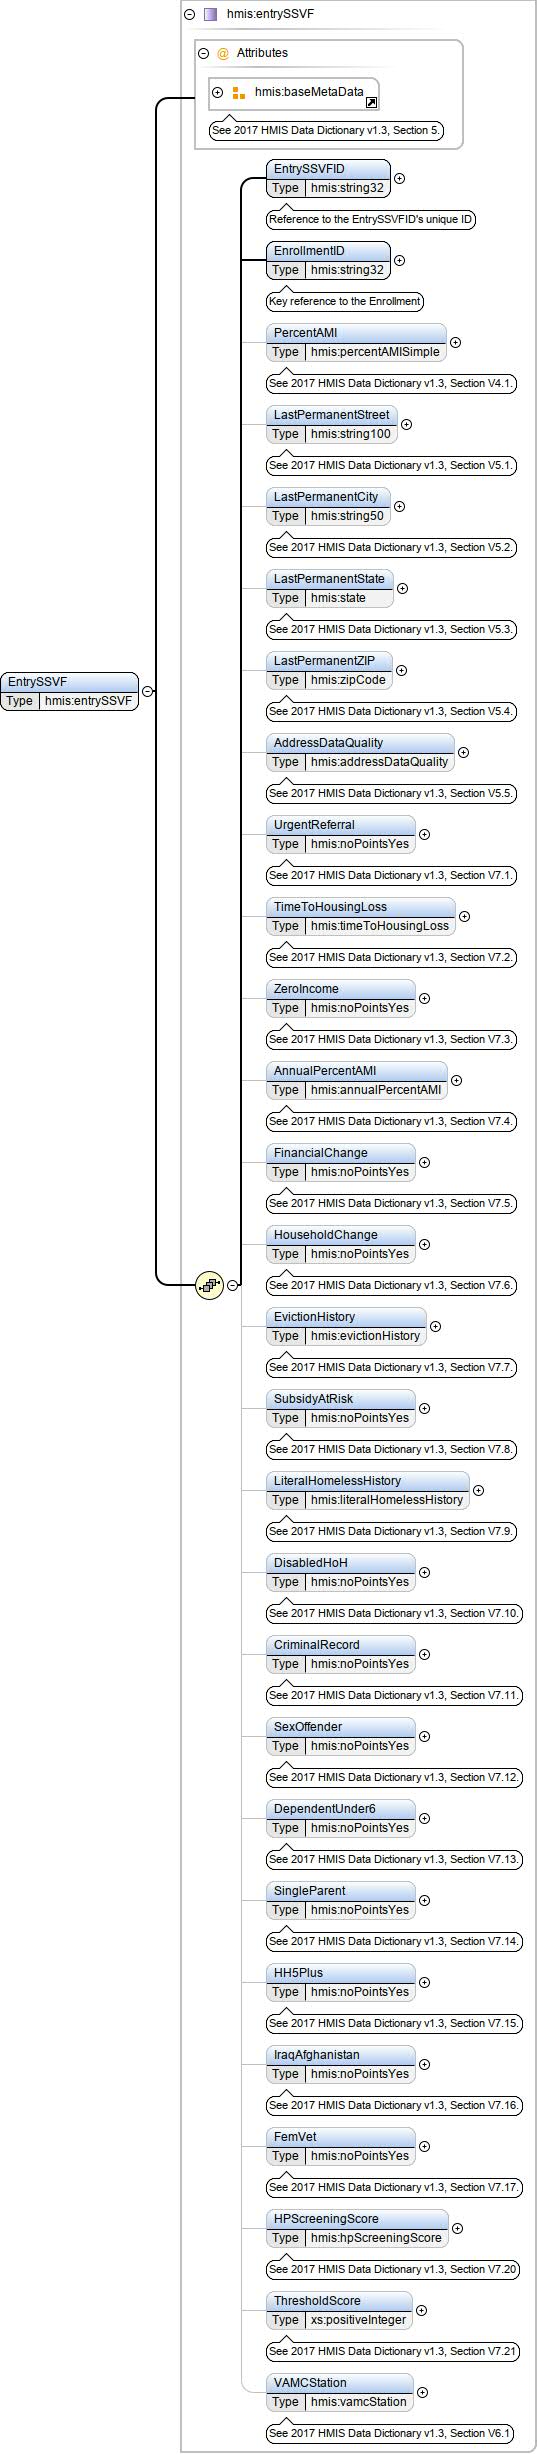 hmis:entrySSVF
@ Attributes
hmis:baseMetaData
See 2017 HMIS Data Dictionary v1.3, Section 5.
EntrySSVFID
Type hmis:string32
Reference to the EntrySSVFID's unique ID
EnrollmentID
Type hmis:string32
Key reference to the Enrollment
PercentAMI
Type hmis:percentAMISimple
See 2017 HMIS Data Dictionary v1.3, Section V4.1.
LastPermanentStreet
Type hmis:string100
See 2017 HMIS Data Dictionary v1.3, Section V5.1.
LastPermanentCity
Type hmis:string50
See 2017 HMIS Data Dictionary v1.3, Section V5.2.
LastPermanentState
Type hmis:state
See 2017 HMIS Data Dictionary v1.3, Section V5.3.
LastPermanentZIP
Type hmis:zipCode
See 2017 HMIS Data Dictionary v1.3, Section V5.4.
EntrySSVF
Type hmis:entrySSVF
AddressDataQuality
Type hmis:addressDataQuality
See 2017 HMIS Data Dictionary v1.3, Section V5.5.
UrgentReferral
Type hmis:noPointsYes
See 2017 HMIS Data Dictionary v1.3, Section V7.1.
TimeToHousingLoss
Type hmis:timeToHousingLoss
See 2017 HMIS Data Dictionary v1.3, Section V7.2.
ZeroIncome
Type hmis:noPointsYes
See 2017 HMIS Data Dictionary v1.3, Section V7.3.
AnnualPercentAMI
Type hmis:annualPercentAMI
See 2017 HMIS Data Dictionary v1.3, Section V7.4.
FinancialChange
Type hmis:noPointsYes
See 2017 HMIS Data Dictionary v1.3, Section V7.5.
HouseholdChange
Type hmis:noPointsYes
See 2017 HMIS Data Dictionary v1.3, Section V7.6.
EvictionHistory
Type hmis:evictionHistory
See 2017 HMIS Data Dictionary v1.3, Section V7.7.
SubsidyAtRisk
Type hmis:noPointsYes
See 2017 HMIS Data Dictionary v1.3, Section V7.8.
LiteralHomelessHistory
Type hmis:literalHomelessHistory
See 2017 HMIS Data Dictionary v1.3, Section V7.9.
DisabledHoH
Type hmis:noPointsYes
See 2017 HMIS Data Dictionary v1.3, Section V7.10.
CriminalRecord
Type hmis:noPointsYes
See 2017 HMIS Data Dictionary v1.3, Section V7.11.
SexOffender
Type hmis:noPointsYes
See 2017 HMIS Data Dictionary v1.3, Section V7.12.
DependentUnder6
Type hmis:noPointsYes
See 2017 HMIS Data Dictionary v1.3, Section V7.13.
SingleParent
Type hmis:noPointsYes
See 2017 HMIS Data Dictionary v1.3, Section V7.14.
HH5Plus
Type hmis:noPointsYes
See 2017 HMIS Data Dictionary v1.3, Section V7.15.
IraqAfghanistan
Type hmis:noPointsYes
See 2017 HMIS Data Dictionary v1.3, Section V7.16.
FemVet
Type hmis:noPointsYes
See 2017 HMIS Data Dictionary v1.3, Section V7.17.
HPScreeningScore
Type hmis:hpScreeningScore
See 2017 HMIS Data Dictionary v1.3, Section V7.20
ThresholdScore
Type xs:positiveInteger
See 2017 HMIS Data Dictionary v1.3, Section V7.21
VAMCStation
Type hmis:vamcStation
See 2017 HMIS Data Dictionary v1.3, Section V6.1